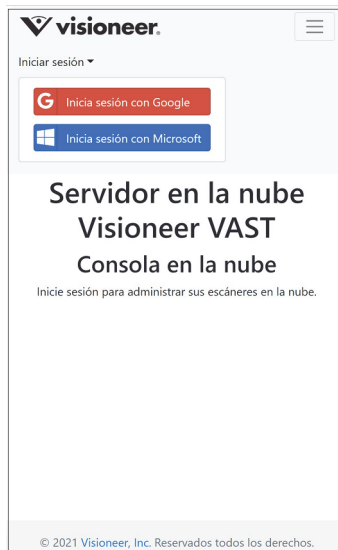 visioneer.
Iniciar sesión
G Inicia sesión con Google
Inicia sesión con Microsoft
Servidor en la nube
Visioneer VAST
Consola en la nube
Inicie sesión para administrar sus escáneres en la nube.
© 2021 Visioneer, Inc. Reservados todos los derechos.